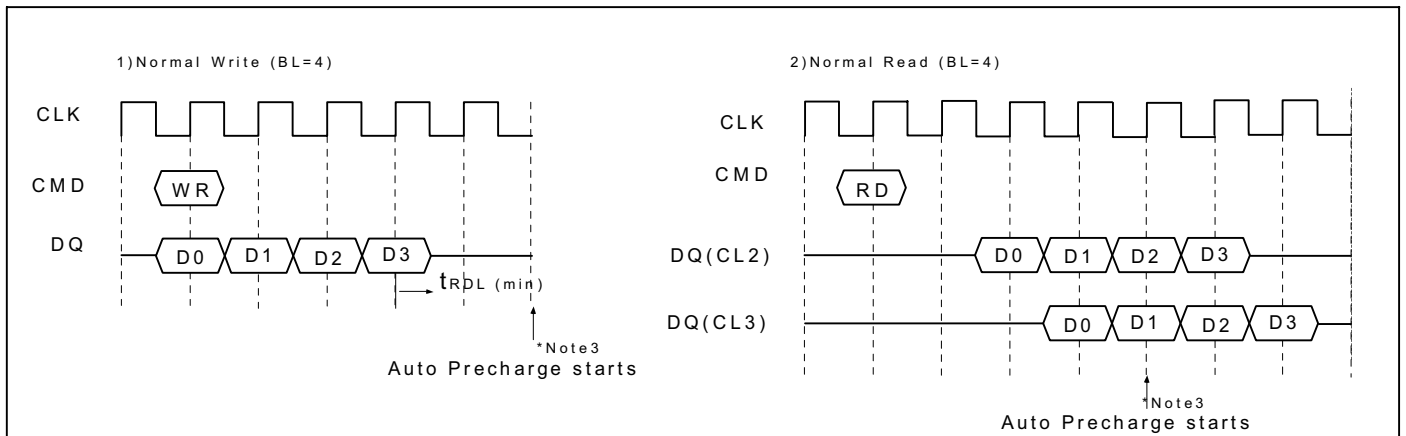 1)Normal Write (BL=4)
CLK
CMD
WR
DQ
D0 D1 D2 D3
tRDL (min)
*Note3
Auto Precharge starts
2)Normal Read (BL=4)
CLK
CMD
RD
DQ(CL2)
D0 D1 D2 D3
DQ(CL3)
D0 D1 D2 D3
*Note3
Auto Precharge starts